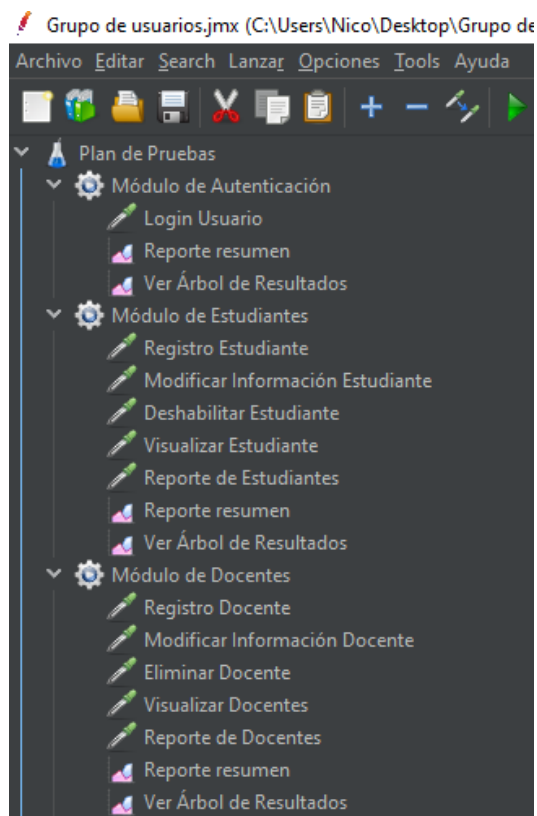 Grupo de usuarios.jmx (C:\Users\Nico\Desktop\Grupo de
Archivo Editar Search Lanzar Opciones Tools Ayuda
Plan de Pruebas
Módulo de Autenticación
Login Usuario
Reporte resumen
Ver Árbol de Resultados
Módulo de Estudiantes
Registro Estudiante
Modificar Información Estudiante
Deshabilitar Estudiante
Visualizar Estudiante
Reporte de Estudiantes
Reporte resumen
Ver Árbol de Resultados
Módulo de Docentes
Registro Docente
Modificar Información Docente
Eliminar Docente
Visualizar Docentes
Reporte de Docentes
Reporte resumen
Ver Árbol de Resultados